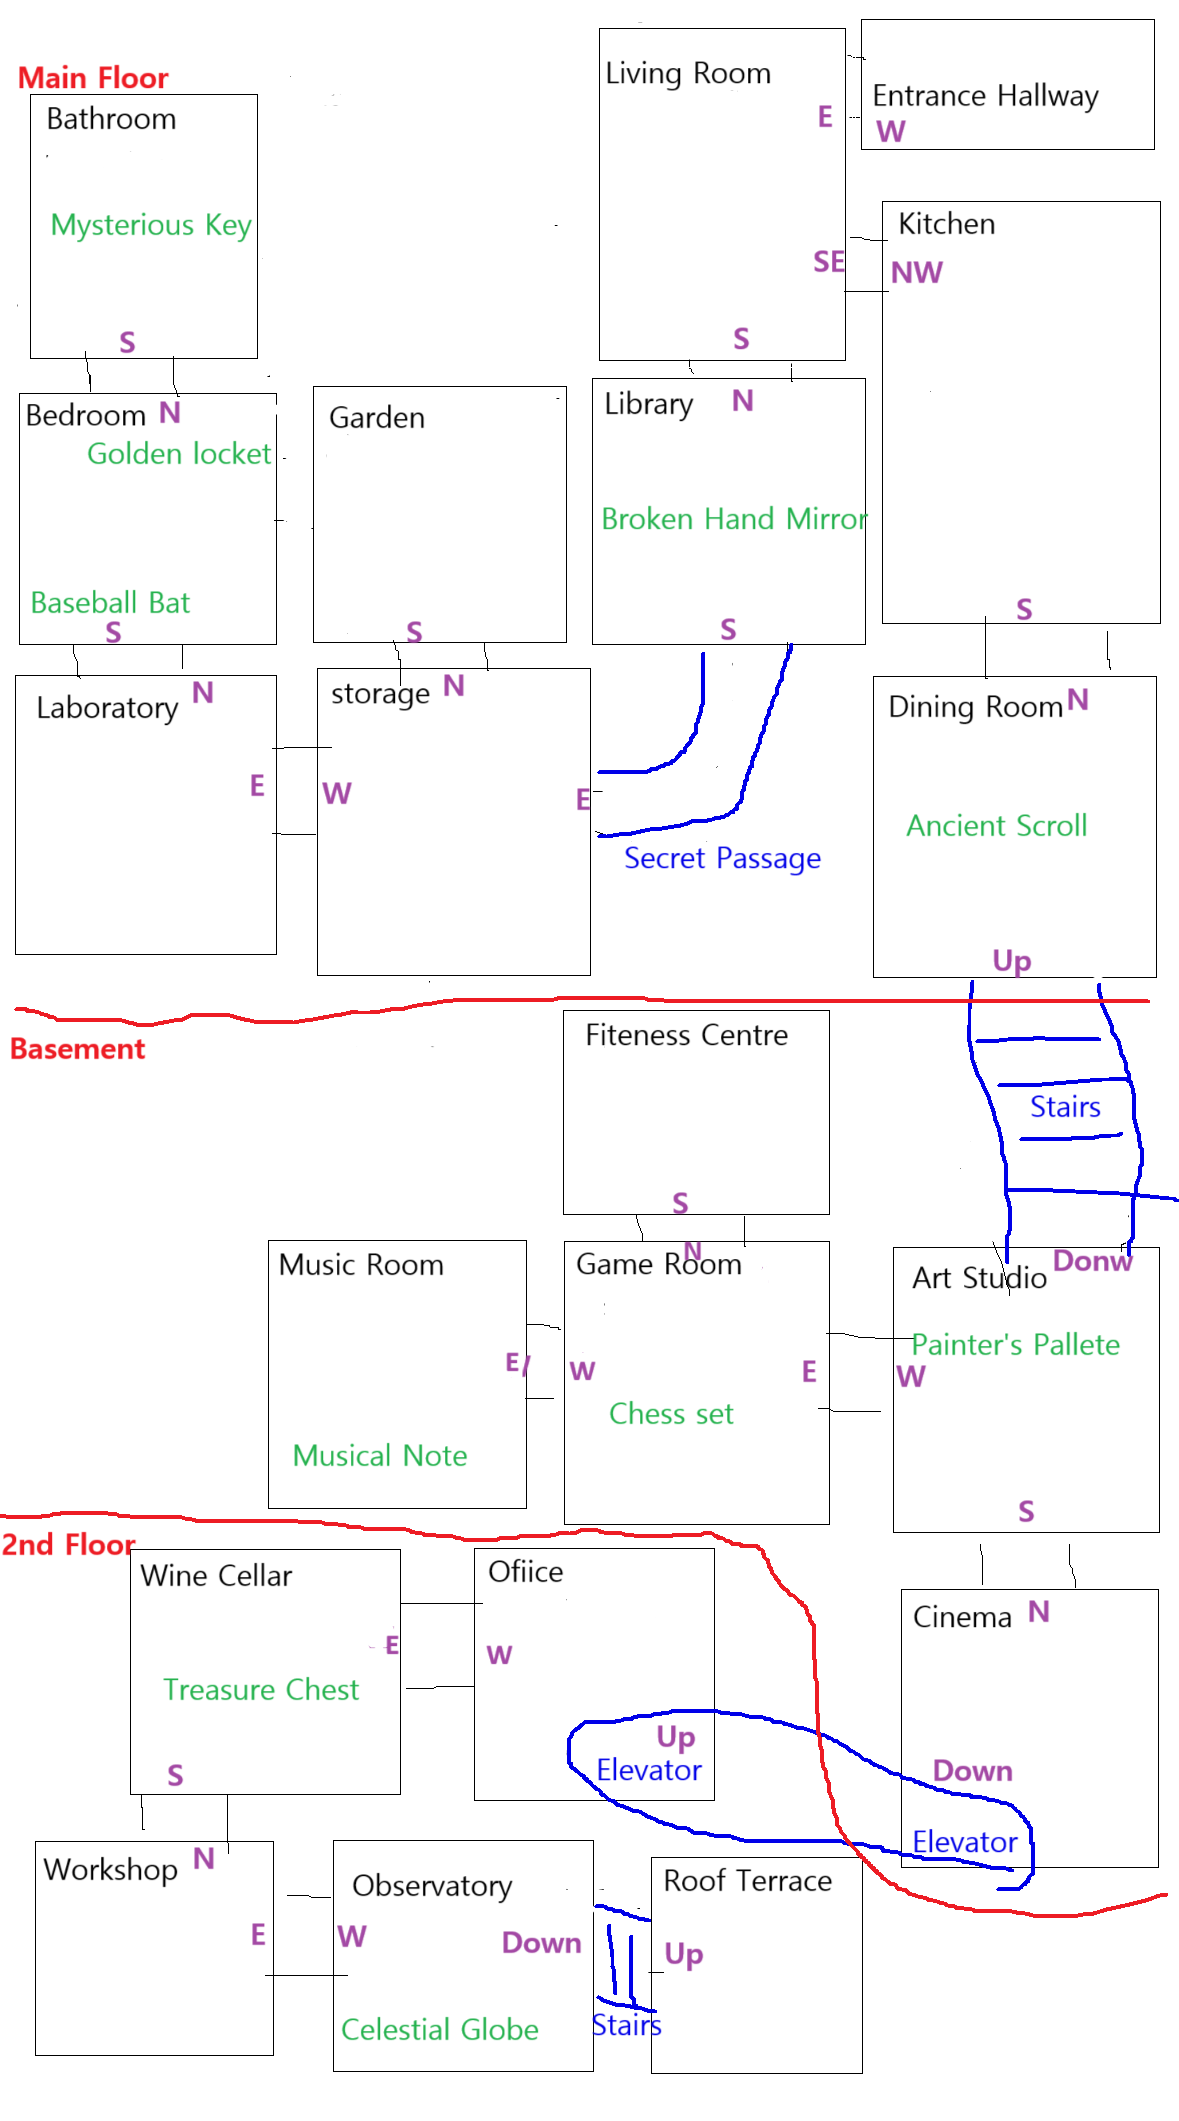 Main Floor
Living Room
E
SE
S
Entrance Hallway
W
Bathroom
Mysterious Key
S
Kitchen
NW
S
Bedroom N
Golden locket
Baseball Bat
S
Garden
S
Library N
Broken Hand Mirror
S
Laboratory N
E
storage N
W
E
Secret Passage
Dining Room N
Ancient Scroll
Up
Basement
Fiteness Centre
S
Stairs
Music Room
E/
Musical Note
N
Game Room
W
E
Chess set
Donw
Art Studio
Painter's Pallete
W
S
2nd Floor
Wine Cellar
E
Treasure Chest
S
Ofiice
W
Up
Elevator
Cinema N
Down
Elevator
Workshop N
E
Observatory
W
Down
Celestial Globe
Stairs
Roof Terrace
Up